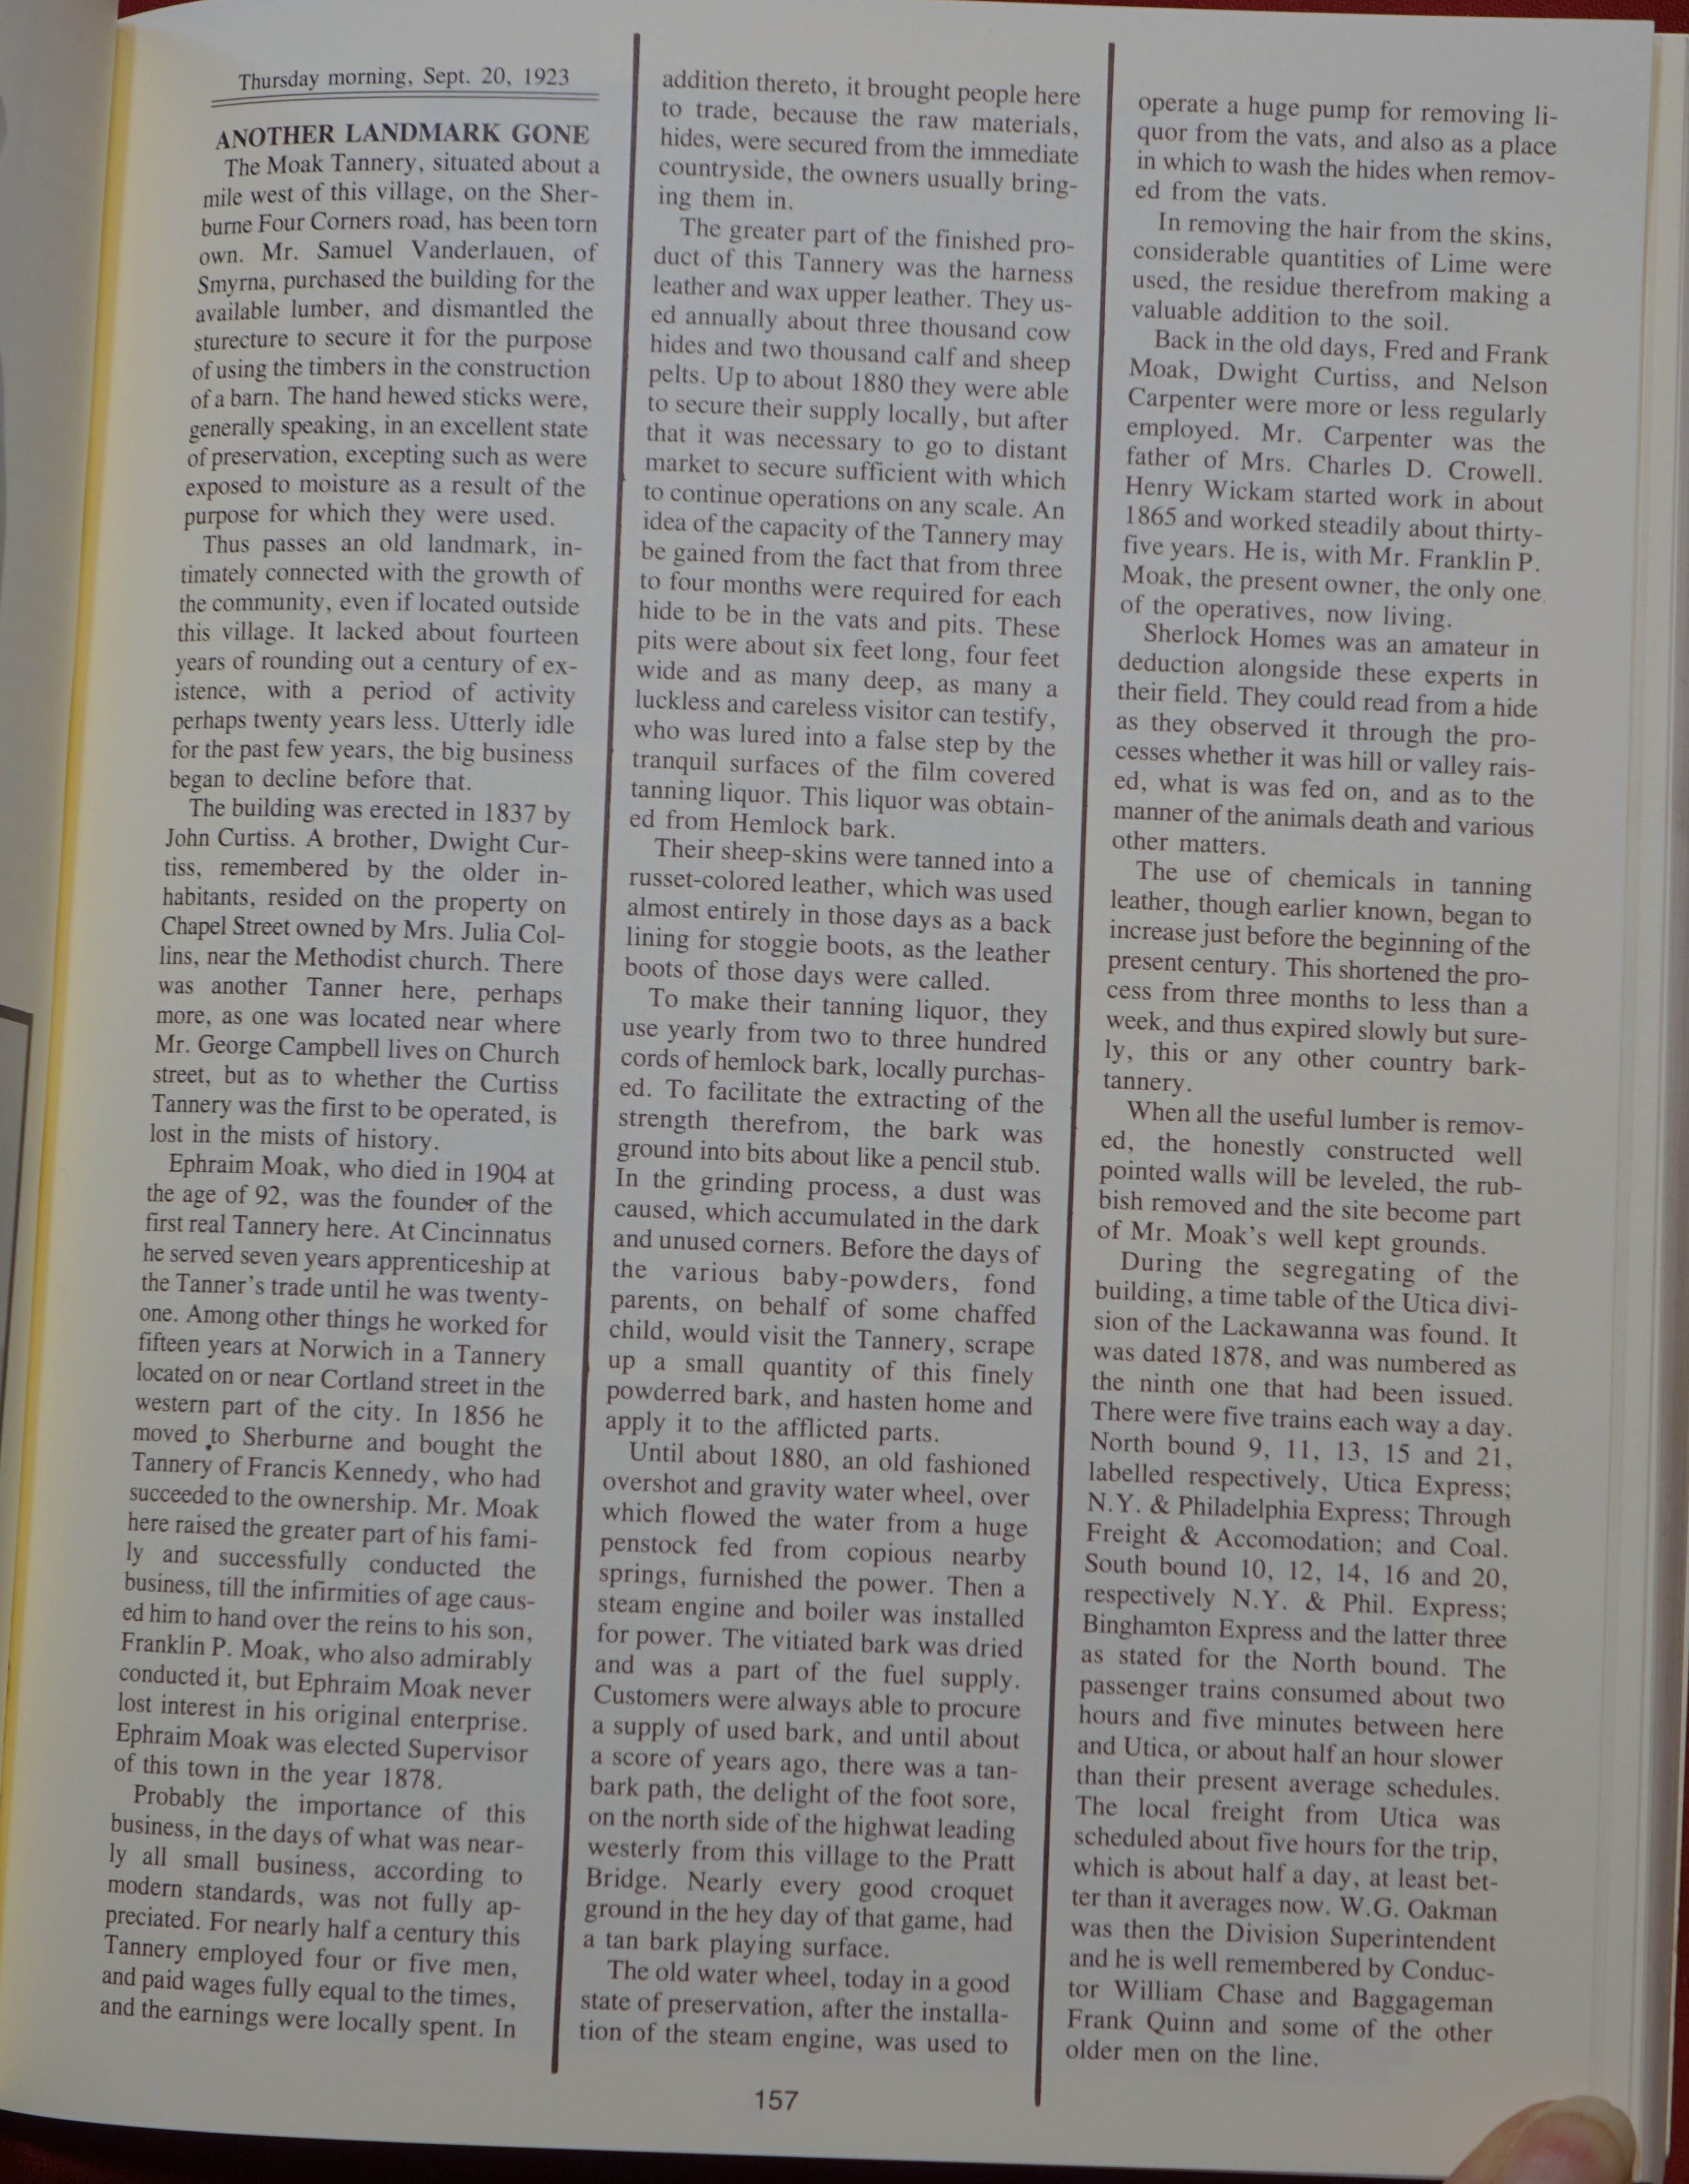 Thursday morning, Sept. 20, 1923
ANOTHER LANDMARK GONE
The Moak Tannery, situated about a
mile west of this village, on the Sher-
burne Four Corners road, has been torn
own. Mr. Samuel Vanderlauen, of
Smyrna, purchased the building for the
available lumber, and dismantled the
sturecture to secure it for the purpose
of using the timbers in the construction
of a barn. The hand hewed sticks were,
generally speaking, in an excellent state
of preservation, excepting such as were
exposed to moisture as a result of the
purpose for which they were used.
Thus passes an old landmark, in-
timately connected with the growth of
the community, even if located outside
this village. It lacked about fourteen
years of rounding out a century of ex-
istence, with a period of activity
perhaps twenty years less. Utterly idle
for the past few years, the big business
began to decline before that.
The building was erected in 1837 by
John Curtiss. A brother, Dwight Cur-
tiss, remembered by the older in-
habitants, resided on the property on
Chapel Street owned by Mrs. Julia Col-
lins, near the Methodist church. There
was another Tanner here, perhaps
more, as one was located near where
Mr. George Campbell lives on Church
street, but as to whether the Curtiss
Tannery was the first to be operated, is
lost in the mists of history.
Ephraim Moak, who died in 1904 at
the age of 92, was the founder of the
first real Tannery here. At Cincinnatus
he served seven years apprenticeship at
the Tanner's trade until he was twenty-
one. Among other things he worked for
fifteen years at Norwich in a Tannery
located on or near Cortland street in the
western part of the city. In 1856 he
moved to Sherburne and bought the
Tannery of Francis Kennedy, who had
succeeded to the ownership. Mr. Moak
here raised the greater part of his fami-
ly and successfully conducted the
business, till the infirmities of age caus-
ed him to hand over the reins to his son,
Franklin P. Moak, who also admirably
conducted it, but Ephraim Moak never
lost interest in his original enterprise.
Ephraim Moak was elected Supervisor
of this town in the year 1878.
Probably the importance of this
business, in the days of what was near-
ly all small business, according to
modern standards, was not fully ap-
preciated. For nearly half a century this
Tannery employed four or five men,
and paid wages fully equal to the times,
and the earnings were locally spent. In
addition thereto, it brought people here
to trade, because the raw materials,
hides, were secured from the immediate
countryside, the owners usually bring-
ing them in.
The greater part of the finished pro-
duct of this Tannery was the harness
leather and wax upper leather. They us-
ed annually about three thousand cow
hides and two thousand calf and sheep
pelts. Up to about 1880 they were able
to secure their supply locally, but after
that it was necessary to go to distant
market to secure sufficient with which
to continue operations on any scale. An
idea of the capacity of the Tannery may
be gained from the fact that from three
to four months were required for each
hide to be in the vats and pits. These
pits were about six feet long, four feet
wide and as many deep, as many a
luckless and careless visitor can testify,
who was lured into a false step by the
tranquil surfaces of the film covered
tanning liquor. This liquor was obtain-
ed from Hemlock bark.
Their sheep-skins were tanned into a
russet-colored leather, which was used
almost entirely in those days as a back
lining for stoggie boots, as the leather
boots of those days were called.
To make their tanning liquor, they
use yearly from two to three hundred
cords of hemlock bark, locally purchas-
ed. To facilitate the extracting of the
strength therefrom, the bark was
ground into bits about like a pencil stub.
In the grinding process, a dust was
caused, which accumulated in the dark
and unused corners. Before the days of
the various baby-powders, fond
parents, on behalf of some chaffed
child, would visit the Tannery, scrape
up a small quantity of this finely
powderred bark, and hasten home and
apply it to the afflicted parts.
Until about 1880, an old fashioned
overshot and gravity water wheel, over
which flowed the water from a huge
penstock fed from copious nearby
springs, furnished the power. Then a
steam engine and boiler was installed
for power. The vitiated bark was dried
and was a part of the fuel supply.
Customers were always able to procure
a supply of used bark, and until about
a score of years ago, there was a tan-
bark path, the delight of the foot sore,
on the north side of the highwat leading
westerly from this village to the Pratt
Bridge. Nearly every good croquet
ground in the hey day of that game, had
a tan bark playing surface.
The old water wheel, today in a good
state of preservation, after the installa-
tion of the steam engine, was used to
operate a huge pump for removing li-
quor from the vats, and also as a place
in which to wash the hides when remov-
ed from the vats.
In removing the hair from the skins,
considerable quantities of Lime were
used, the residue therefrom making a
valuable addition to the soil.
Back in the old days, Fred and Frank
Moak, Dwight Curtiss, and Nelson
Carpenter were more or less regularly
employed. Mr. Carpenter was the
father of Mrs. Charles D. Crowell.
Henry Wickam started work in about
1865 and worked steadily about thirty-
five years. He is, with Mr. Franklin P.
Moak, the present owner, the only one
of the operatives, now living.
Sherlock Homes was an amateur in
deduction alongside these experts in
their field. They could read from a hide
as they observed it through the pro-
cesses whether it was hill or valley rais-
ed, what is was fed on, and as to the
manner of the animals death and various
other matters.
The use of chemicals in tanning
leather, though earlier known, began to
increase just before the beginning of the
present century. This shortened the pro-
cess from three months to less than a
week, and thus expired slowly but sure-
ly, this or any other country bark-
tannery.
When all the useful lumber is remov-
ed, the honestly constructed well
pointed walls will be leveled, the rub-
bish removed and the site become part
of Mr. Moak's well kept grounds.
During the segregating of the
building, a time table of the Utica divi-
sion of the Lackawanna was found. It
was dated 1878, and was numbered as
the ninth one that had been issued.
There were five trains each way a day.
North bound 9, 11, 13, 15 and 21,
labelled respectively, Utica Express;
N.Y. & Philadelphia Express; Through
Freight & Accomodation; and Coal.
South bound 10, 12, 14, 16 and 20,
respectively N.Y. & Phil. Express;
Binghamton Express and the latter three
as stated for the North bound. The
passenger trains consumed about two
hours and five minutes between here
and Utica, or about half an hour slower
than their present average schedules.
The local freight from Utica was
scheduled about five hours for the trip,
which is about half a day, at least bet-
ter than it averages now. W.G. Oakman
was then the Division Superintendent
and he is well remembered by Conduc-
tor William Chase and Baggageman
Frank Quinn and some of the other
older men on the line.
157